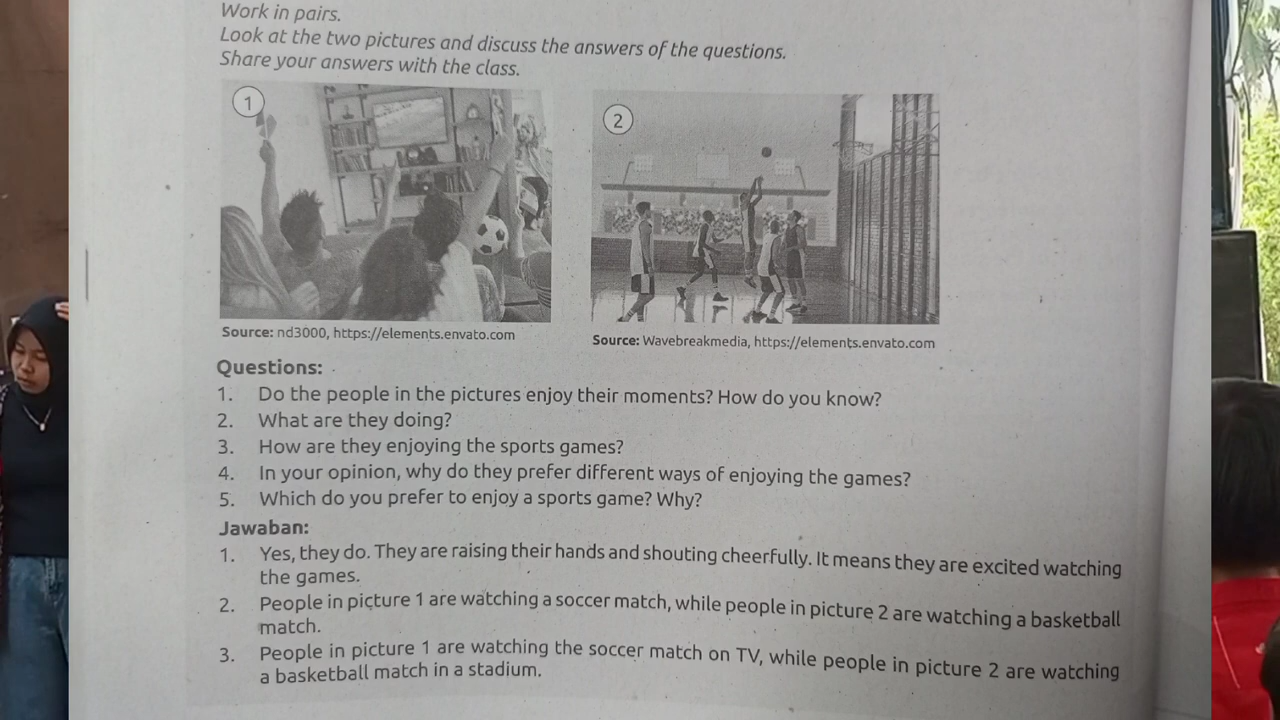 Work in pairs.
Look at the two pictures and discuss the answers of the questions.
Share your answers with the class.
1
2
Source: nd3000, https://elements.envato.com
Source: Wavebreakmedia, https://elements.envato.com
Questions:
1. Do the people in the pictures enjoy their moments? How do you know?
2. What are they doing?
3. How are they enjoying the sports games?
4. In your opinion, why do they prefer different ways of enjoying the games?
5. Which do you prefer to enjoy a sports game? Why?
Jawaban:
1. Yes, they do. They are raising their hands and shouting cheerfully. It means they are excited watching
the games.
2. People in picture 1 are watching a soccer match, while people in picture 2 are watching a basketball
match.
3. People in picture 1 are watching the soccer match on TV, while people in picture 2 are watching
a basketball match in a stadium.